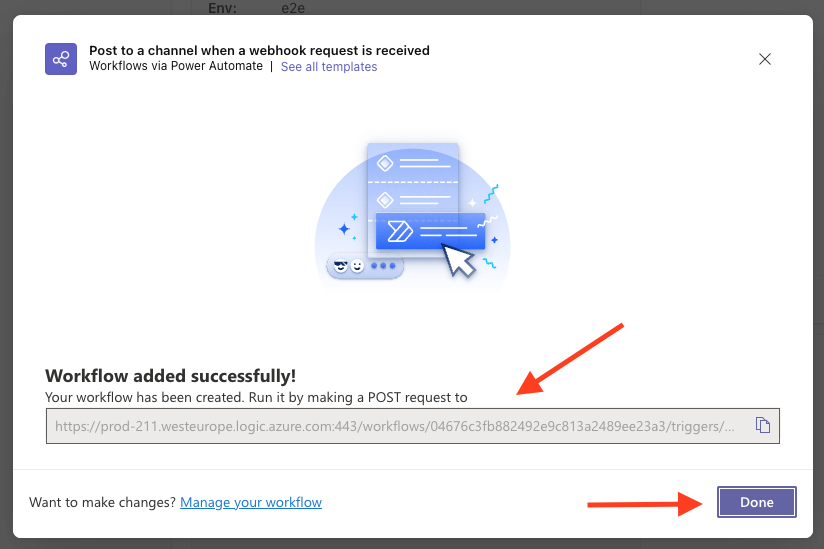 Env: e2e
Post to a channel when a webhook request is received
Workflows via Power Automate | See all templates
Workflow added successfully!
Your workflow has been created. Run it by making a POST request to
https://prod-211.westeurope.logic.azure.com:443/workflows/04676c3fb882492e9c813a2489ee23a3/triggers/...
Want to make changes? Manage your workflow
Done